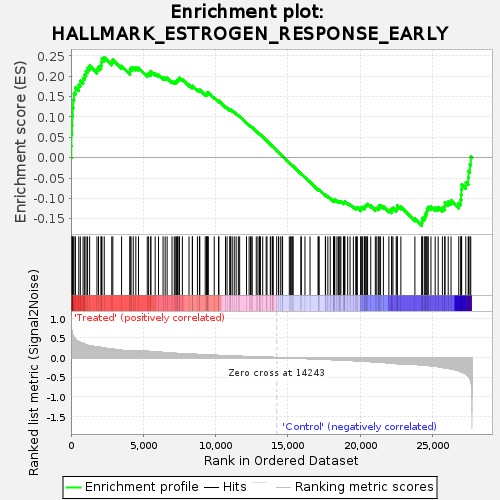 Enrichment plot:
HALLMARK_ESTROGEN_RESPONSE_EARLY
Enrichment score (ES)
0.25
0.20
0.15
0.10
0.05
0.00
-0.05
-0.10
-0.15
'Treated' (positively correlated)
Ranked list metric (Signal2Noise)
1.0
0.5
0.0
-0.5
-1.0
-1.5
Zero cross at 14243
'Control' (negatively correlated)
0
5,000
10,000
15,000
20,000
25,000
Rank in Ordered Dataset
Enrichment profile
Hits
Ranking metric scores